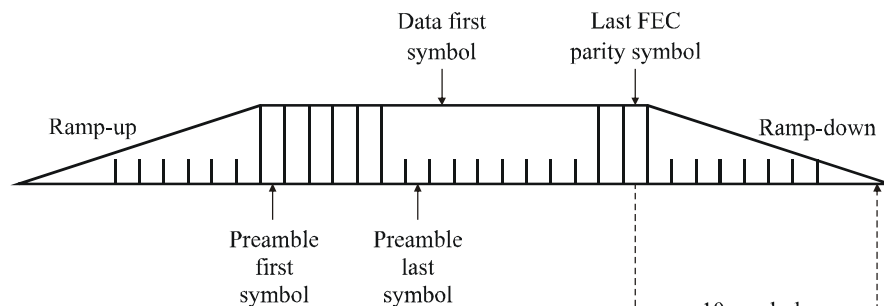 Data first
symbol
Last FEC
parity symbol
Ramp-up
Ramp-down
Preamble
first
symbol
Preamble
last
symbol